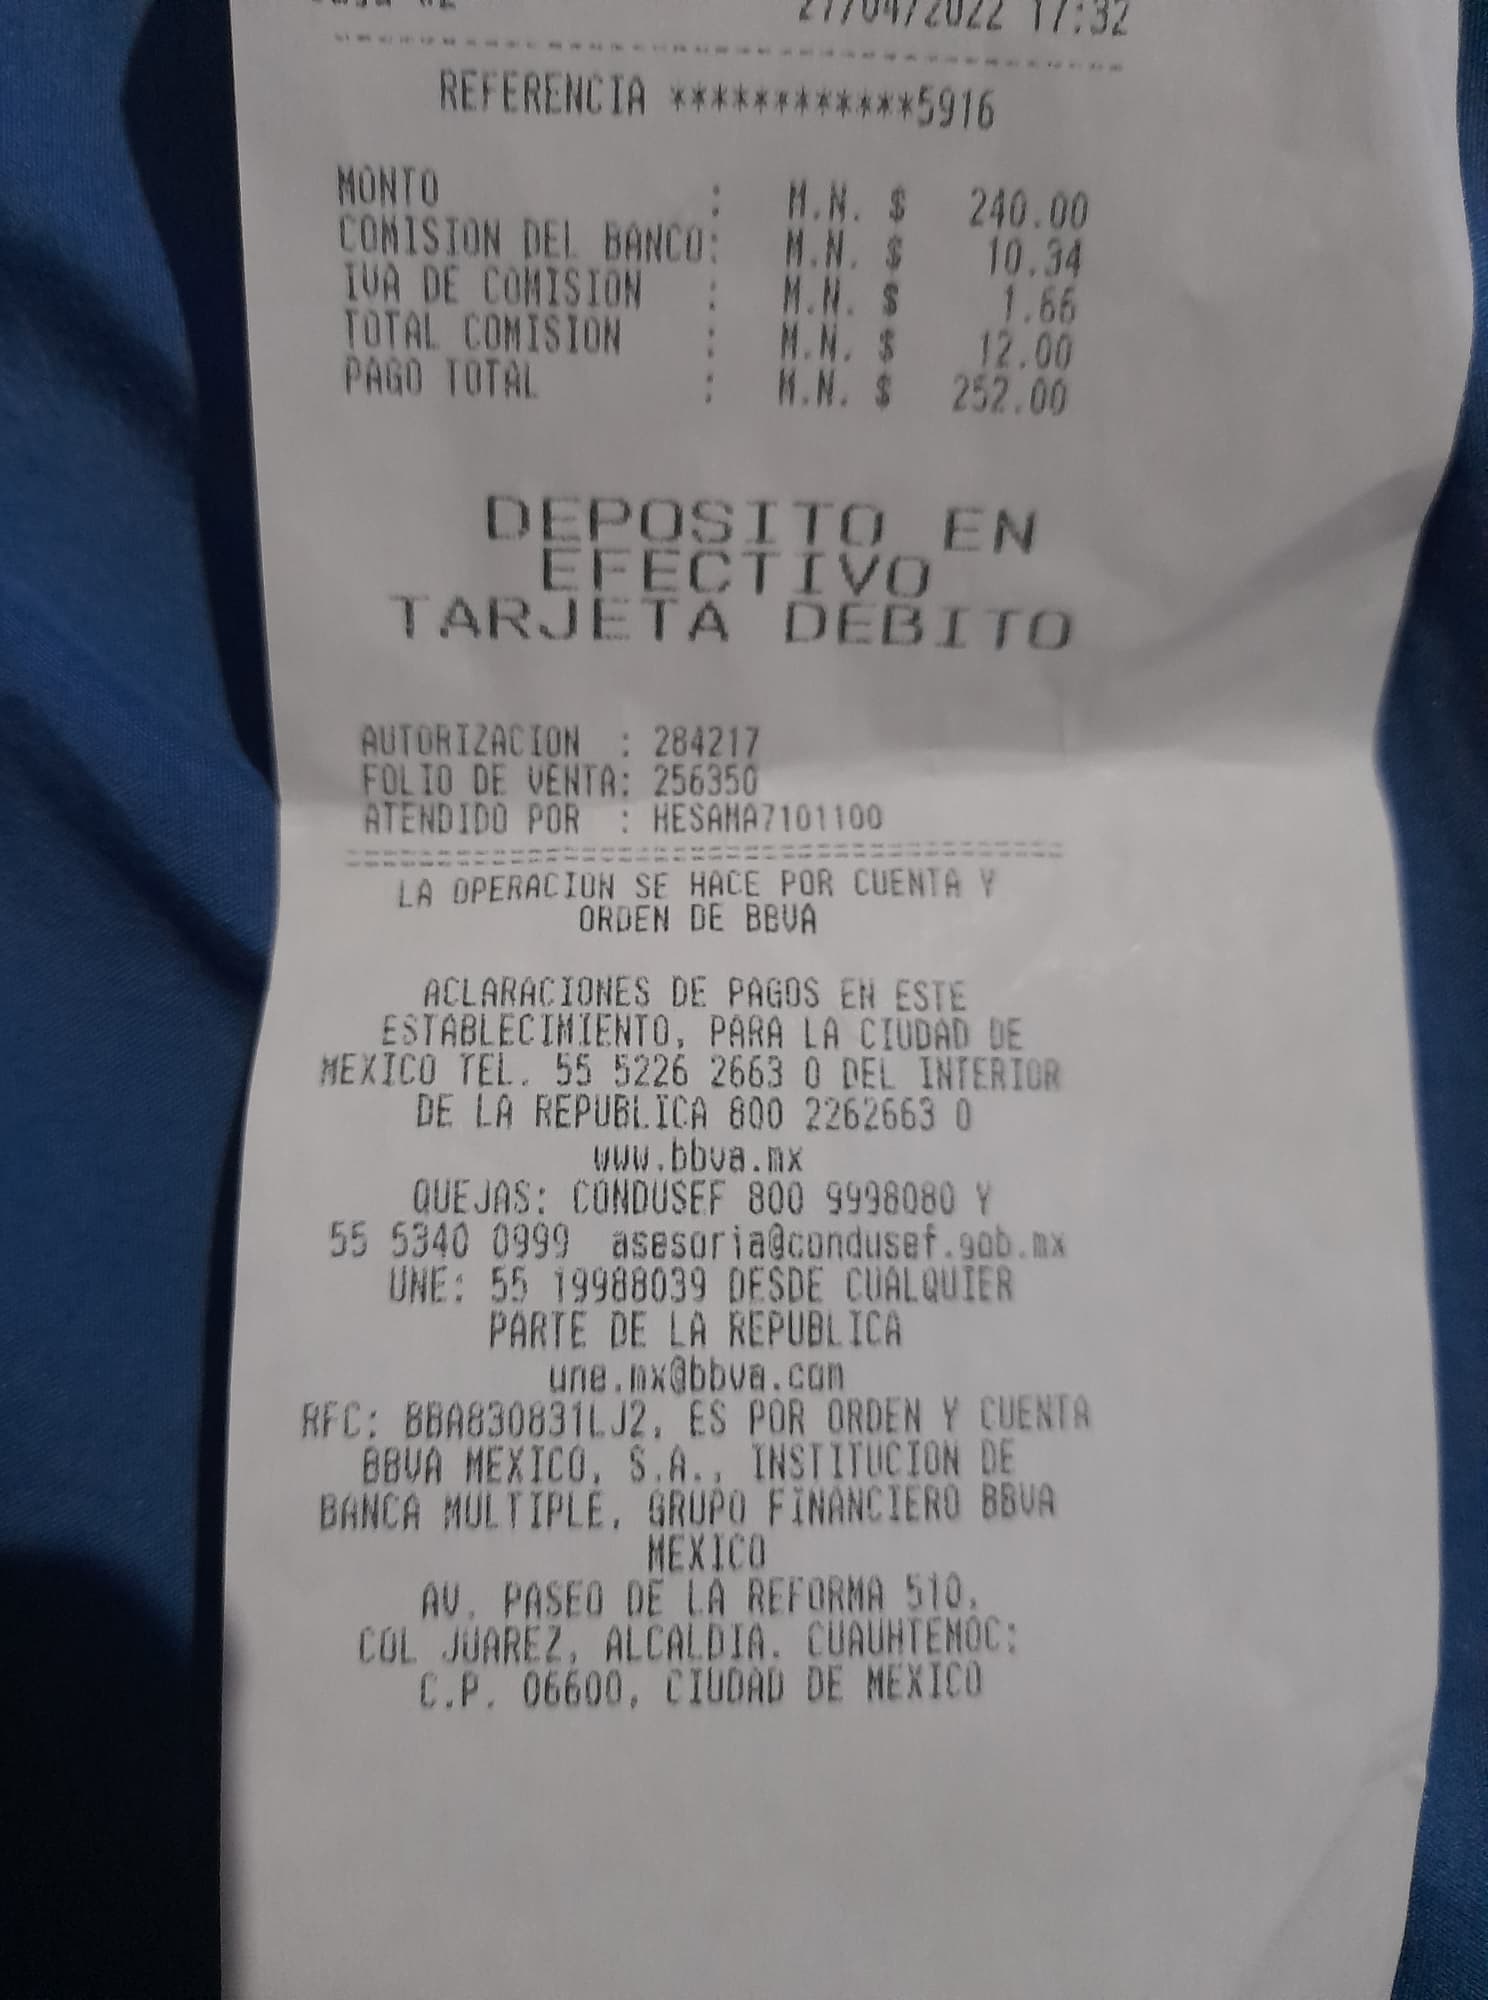 27/04/2022 17:32
REFERENCIA ************5916
MONTO : M.N. $ 240.00
COMISION DEL BANCO: M.N. $ 10.34
IVA DE COMISION : M.N. $ 1.66
TOTAL COMISION : M.N. $ 12.00
PAGO TOTAL : M.N. $ 252.00
DEPOSITO EN
EFECTIVO
TARJETA DEBITO
AUTORIZACION : 284217
FOLIO DE VENTA: 256350
ATENDIDO POR : HESAMA7101100
LA OPERACION SE HACE POR CUENTA Y
ORDEN DE BBVA
ACLARACIONES DE PAGOS EN ESTE
ESTABLECIMIENTO, PARA LA CIUDAD DE
MEXICO TEL. 55 5226 2663 O DEL INTERIOR
DE LA REPUBLICA 800 2262663 O
www.bbva.mx
QUEJAS: CONDUSEF 800 9998080 Y
55 5340 0999 asesoria@condusef.gob.mx
UNE: 55 19988039 DESDE CUALQUIER
PARTE DE LA REPUBLICA
une.mx@bbva.com
RFC: BBA830831LJ2, ES POR ORDEN Y CUENTA
BBVA MEXICO, S.A., INSTITUCION DE
BANCA MULTIPLE, GRUPO FINANCIERO BBVA
MEXICO
AV. PASEO DE LA REFORMA 510,
COL JUAREZ, ALCALDIA. CUAUHTEMOC:
C.P. 06600, CIUDAD DE MEXICO